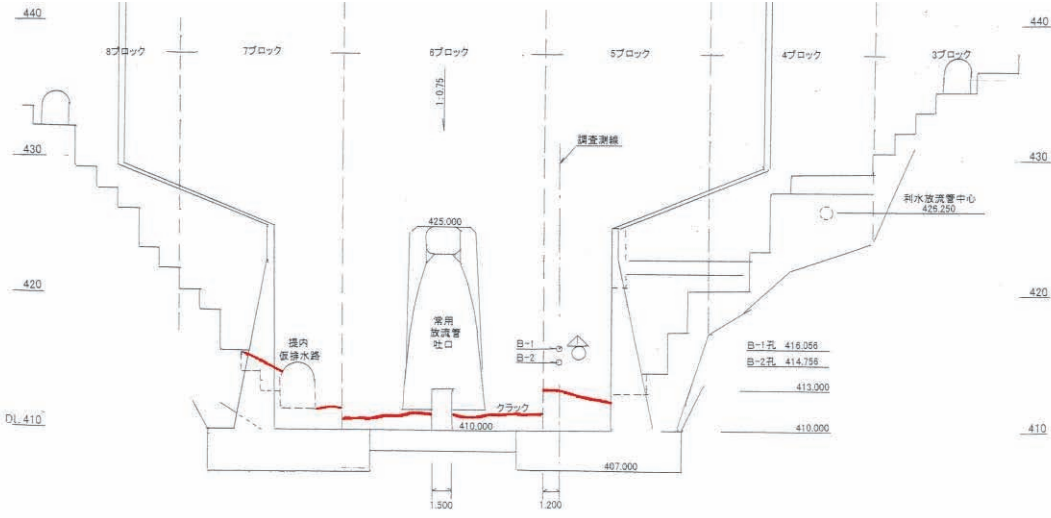 440
440
8ブロック
7ブロック
6ブロック
5ブロック
4ブロック
3ブロック
1:0.75
調査測線
430
430
利水放流管中心
426.250
425.000
420
420
常用
放流管
吐口
堤内
仮排水路
B-1
B-2
B-1孔 416.056
B-2孔 414.756
413.000
クラック
DL.410
410.000
410.000
410
407.000
1.500
1.200